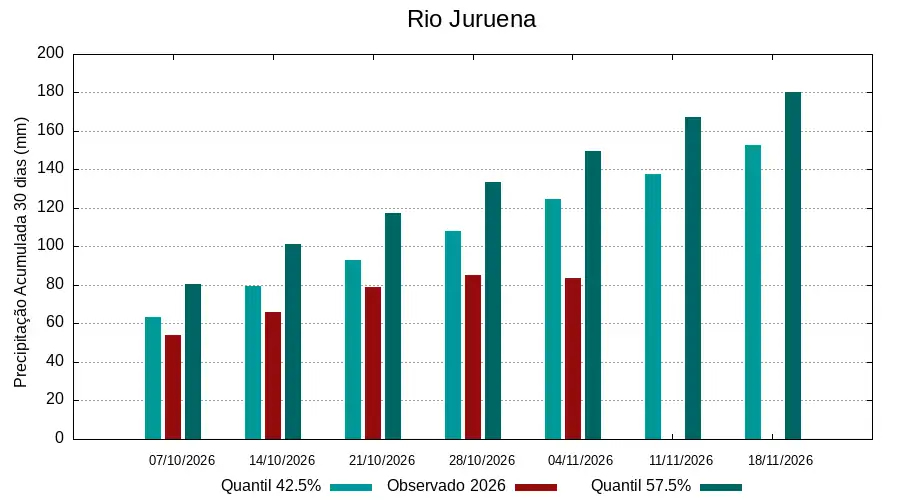 Rio Juruena
Precipitação Acumulada 30 dias (mm)
200
180
160
140
120
100
80
60
40
20
0
07/10/2026 14/10/2026 21/10/2026 28/10/2026 04/11/2026 11/11/2026 18/11/2026
Quantil 42.5% Observado 2026 Quantil 57.5%